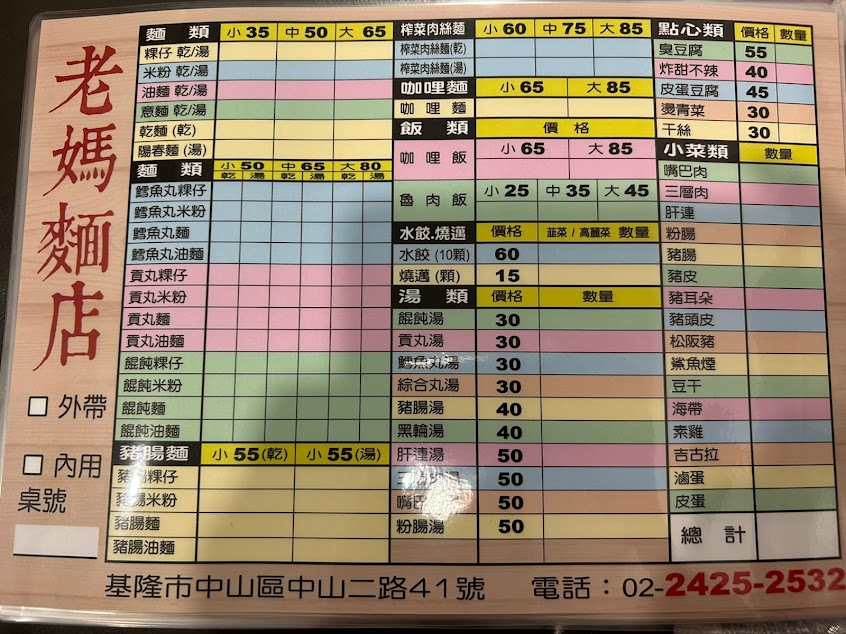 老媽麵店
外帶
內用
桌號
麵類 小35 中50 大65
粿仔 乾/湯
米粉 乾/湯
油麵 乾/湯
意麵 乾/湯
乾麵 (乾)
陽春麵 (湯)
麵類 小50 中65 大80
乾 湯 乾 湯 乾 湯
鱈魚丸粿仔
鱈魚丸米粉
鱈魚丸麵
鱈魚丸油麵
貢丸粿仔
貢丸米粉
貢丸麵
貢丸油麵
餛飩粿仔
餛飩米粉
餛飩麵
餛飩油麵
豬腸麵 小55(乾) 小55(湯)
豬腸粿仔
豬腸米粉
豬腸麵
豬腸油麵
榨菜肉絲麵 小60 中75 大85
榨菜肉絲麵(乾)
榨菜肉絲麵(湯)
咖哩麵 小65 大85
咖哩麵
飯類 價格
咖哩飯 小65 大85
魯肉飯 小25 中35 大45
水餃.燒邁 價格 韮菜/高麗菜 數量
水餃(10顆) 60
燒邁(顆) 15
湯類 價格 數量
餛飩湯 30
貢丸湯 30
鱈魚丸湯 30
綜合丸湯 30
豬腸湯 40
黑輪湯 40
肝連湯 50
湯 50
嘴巴 50
粉腸湯 50
點心類 價格 數量
臭豆腐 55
炸甜不辣 40
皮蛋豆腐 45
燙青菜 30
干絲 30
小菜類 數量
嘴巴肉
三層肉
肝連
粉腸
豬腸
豬皮
豬耳朵
豬頭皮
松阪豬
鯊魚煙
豆干
海帶
素雞
吉古拉
滷蛋
皮蛋
總計
基隆市中山區中山二路41號 電話：02-2425-2532